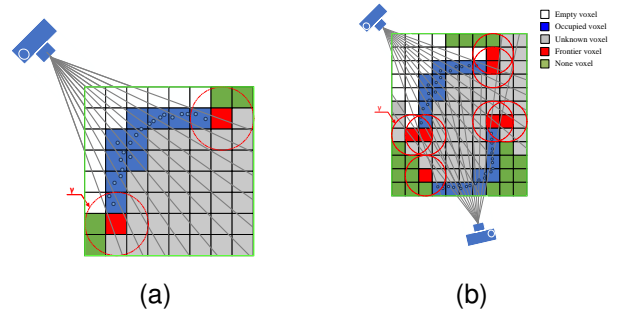 Empty voxel
Occupied voxel
Unknown voxel
Frontier voxel
None voxel
γ
γ
(a)
(b)